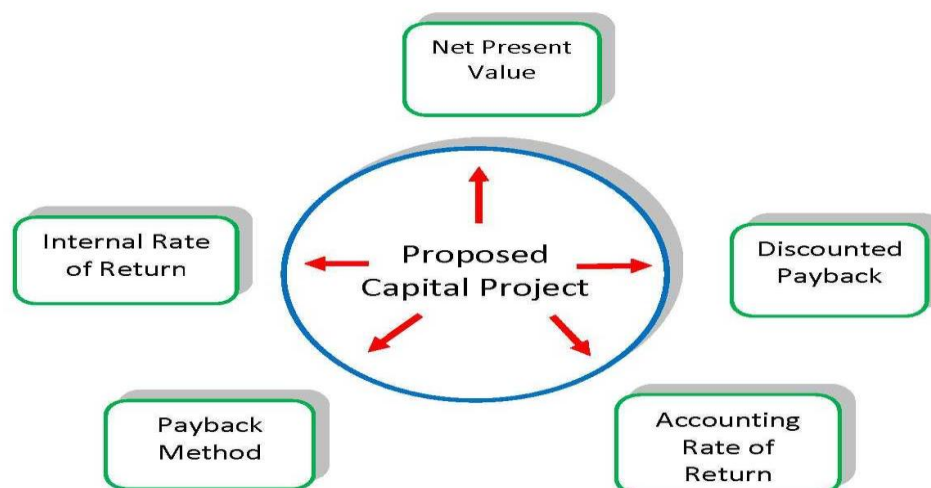 Net Present
Value
Internal Rate
of Return
Proposed
Capital Project
Discounted
Payback
Payback
Method
Accounting
Rate of
Return